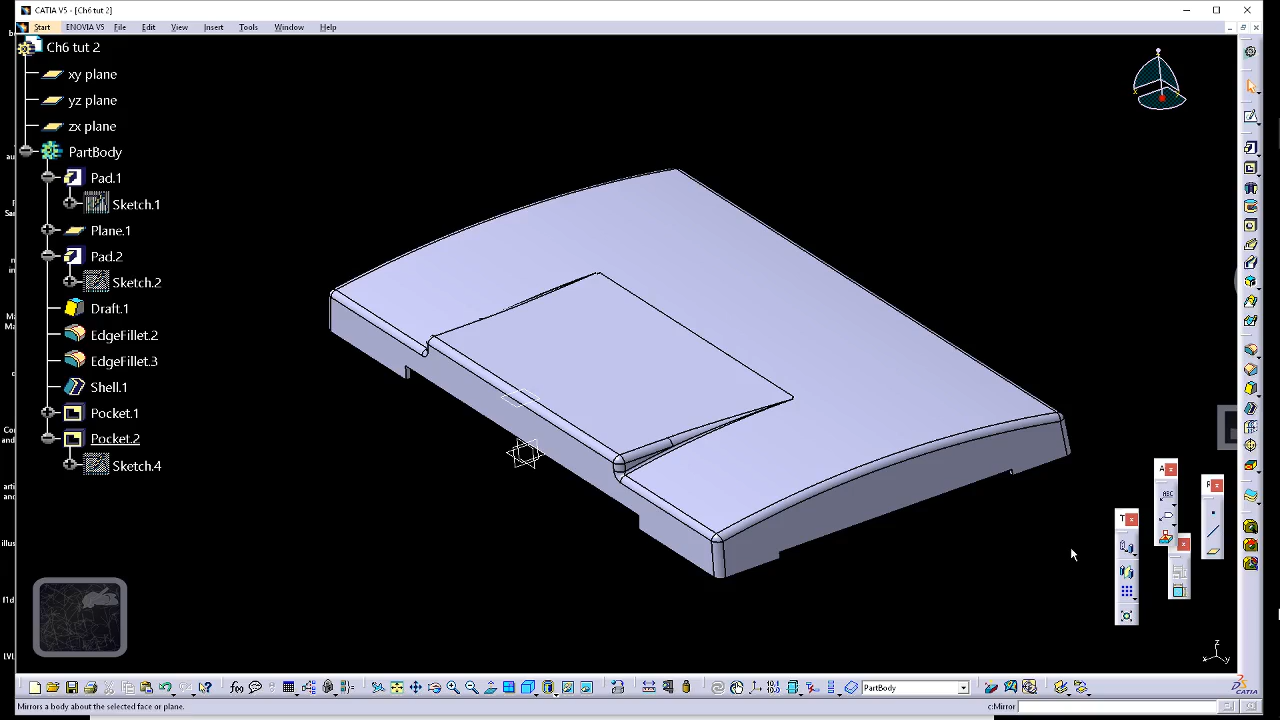 CATIA V5 - [Ch6 tut 2]
Start ENOVIA V5 File Edit View Insert Tools Window Help
Ch6 tut 2
xy plane
yz plane
zx plane
PartBody
Pad.1
Sketch.1
Plane.1
Pad.2
Sketch.2
Draft.1
EdgeFillet.2
EdgeFillet.3
Shell.1
Pocket.1
Pocket.2
Sketch.4
A
ABC
T
z
x y
f(x)
10.0
PartBody
Mirrors a body about the selected face or plane.
c:Mirror